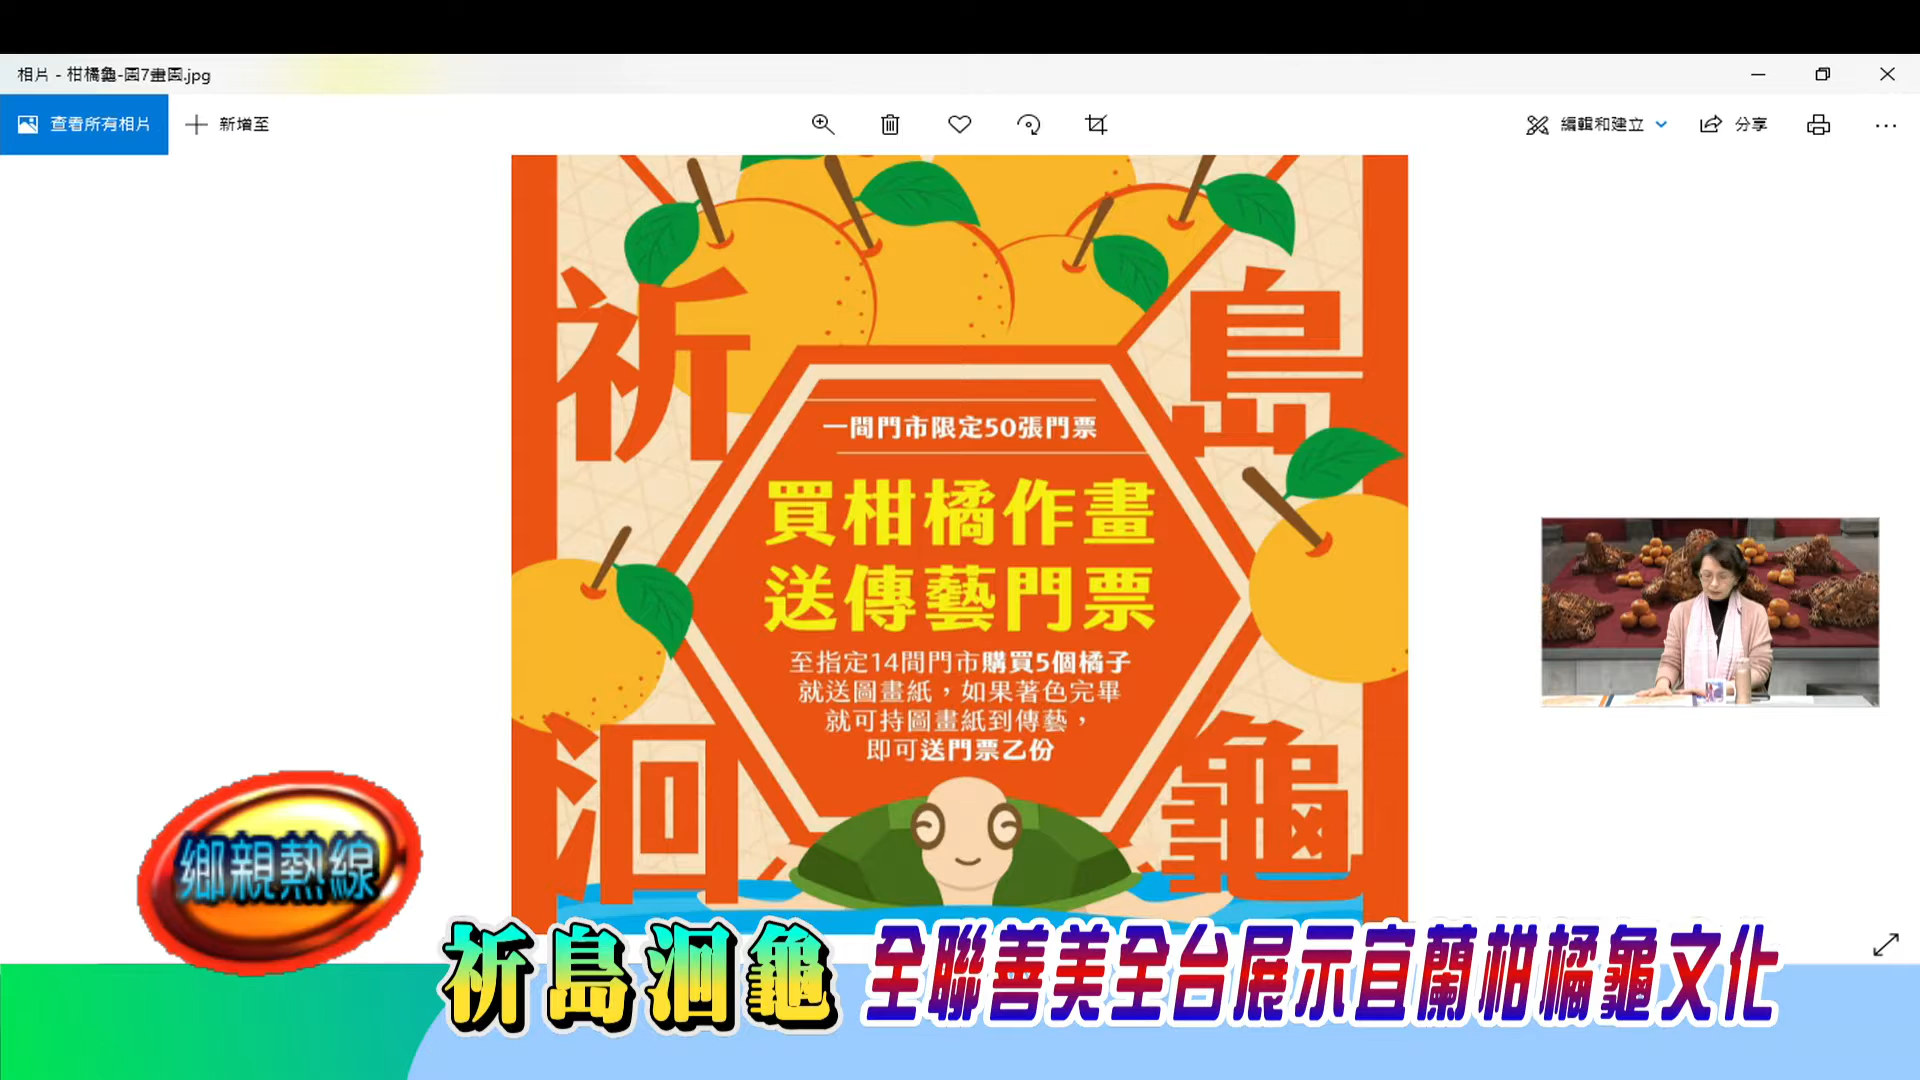 相片 - 柑橘龜-園7畫園.jpg
查看所有相片
新增至
編輯和建立
分享
祈島
洄龜
一間門市限定50張門票
買柑橘作畫
送傳藝門票
至指定14間門市購買5個橘子
就送圖畫紙，如果著色完畢
就可持圖畫紙到傳藝，
即可送門票乙份
鄉親熱線
祈島洄龜 全聯善美全台展示宜蘭柑橘龜文化